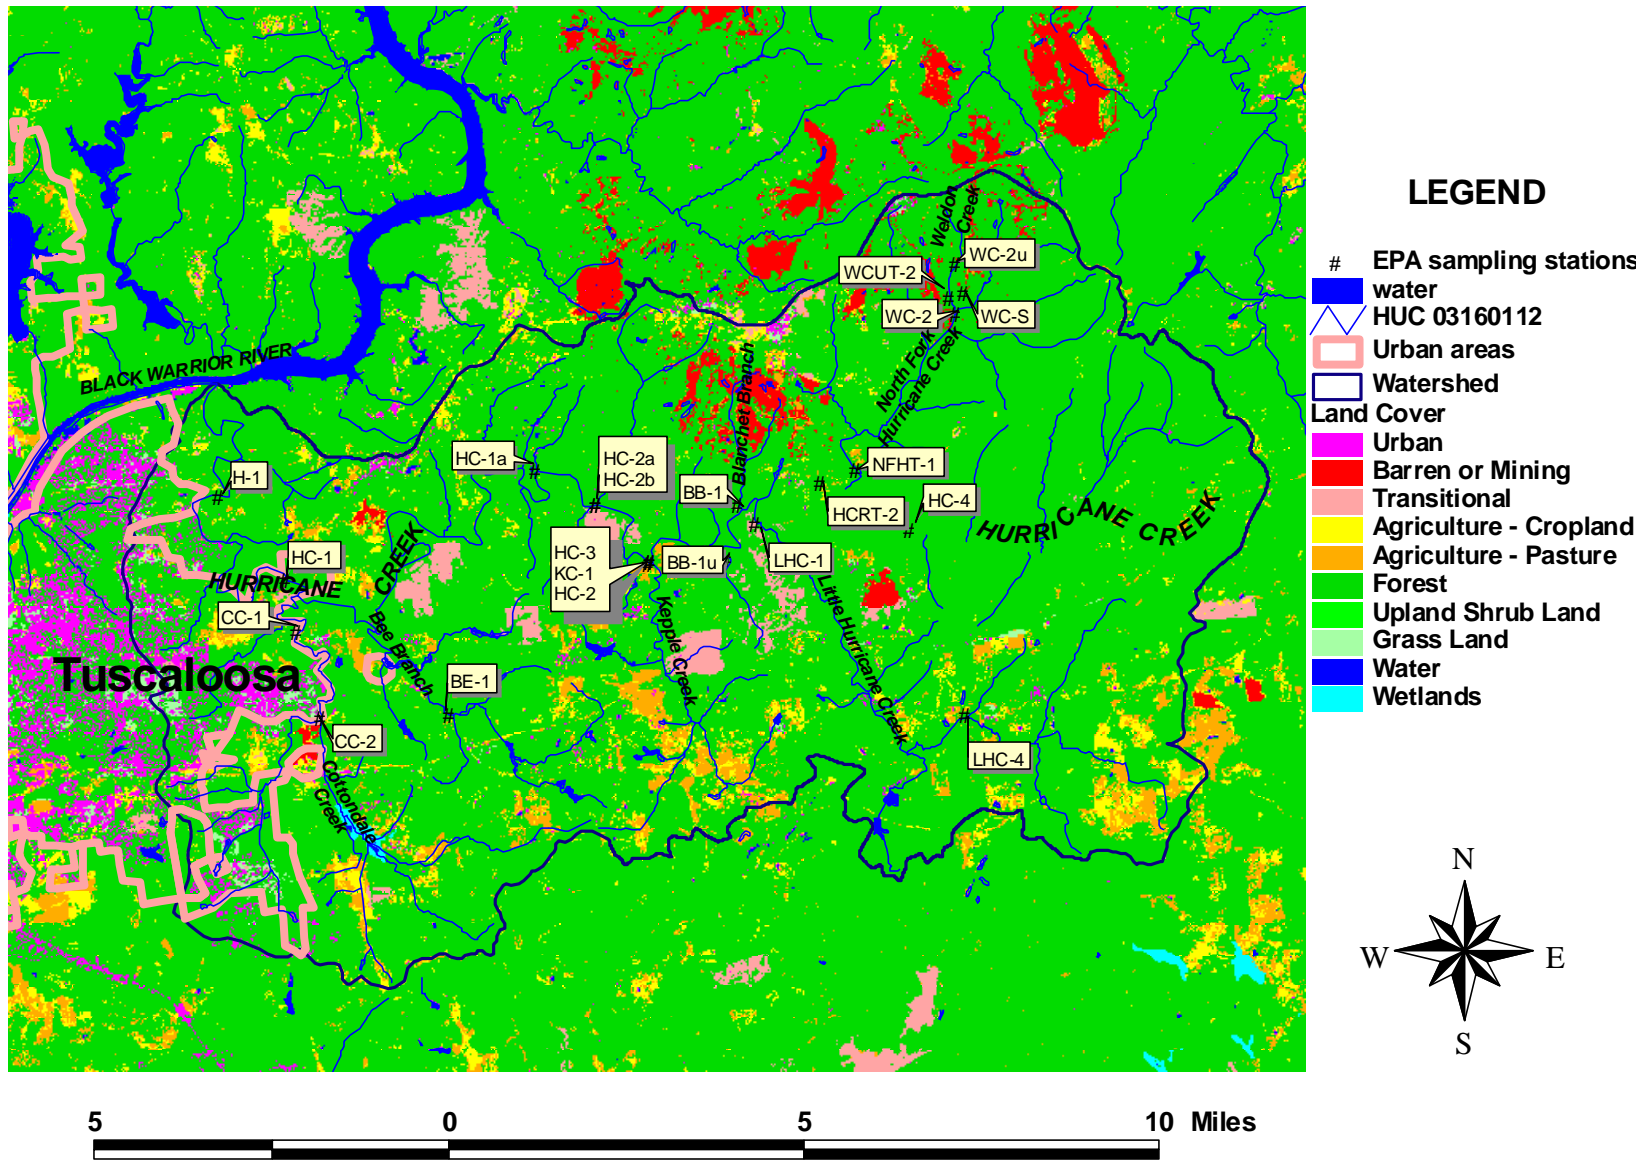 LEGEND
# EPA sampling stations
water
HUC 03160112
Urban areas
Watershed
Land Cover
Urban
Barren or Mining
Transitional
Agriculture - Cropland
Agriculture - Pasture
Forest
Upland Shrub Land
Grass Land
Water
Wetlands
Weldon
Creek
WC-2u
WCUT-2
WC-2
WC-S
North Fork
Hurricane Creek
BLACK WARRIOR RIVER
Blanchet Branch
HC-1a
HC-2a
HC-2b
H-1
BB-1
NFHT-1
HCRT-2
HC-4
HURRICANE CREEK
HC-1
HURRICANE
CREEK
HC-3
KC-1
HC-2
BB-1u
LHC-1
CC-1
Bee Branch
Kepple Creek
Little Hurricane Creek
Tuscaloosa
BE-1
CC-2
LHC-4
Cottondale
Creek
N
W
E
S
5 0 5 10 Miles